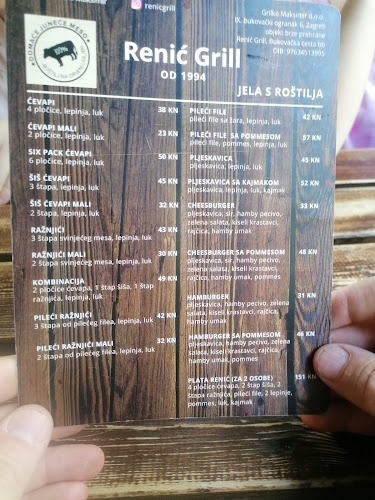 renicgrill
DOMAĆE JUNEĆE MESO
Grilko Maksimir d.o.o.
IX. Bukovački ogranak 6, Zagreb
objekt brze prehrane
Renić Grill, Bukovačka cesta bb
OIB: 97634513995
Renić Grill
OD 1994
JELA S ROŠTILJA
ĆEVAPI 38 KN
4 pločice, lepinja, luk
ĆEVAPI MALI 23 KN
2 pločice, lepinja, luk
SIX PACK ĆEVAPI 50 KN
6 pločice, lepinja, luk
ŠIŠ ĆEVAPI 45 KN
3 štapa, lepinja, luk
ŠIŠ ĆEVAPI MALI 32 KN
2 štapa, lepinja, luk
RAŽNJIĆI 43 KN
3 štapa svinjećeg mesa, lepinja, luk
RAŽNJIĆI MALI 30 KN
2 štapa svinjećeg mesa, lepinja, luk
KOMBINACIJA 49 KN
2 pločice ćevapa, 1 štap šiša, 1 štap
ražnjića, lepinja, luk
PILEĆI RAŽNJIĆI 42 KN
3 štapa od pilećeg filea, lepinja, luk
PILEĆI RAŽNJIĆI MALI 32 KN
2 štapa od pilećeg filea, lepinja, luk
PILEĆI FILE 42 KN
pileći file sa žara, lepinja, luk
PILEĆI FILE SA POMMESOM 57 KN
pileći file, pommes, lepinja, luk
PLJESKAVICA 45 KN
pljeskavica, lepinja, luk
PLJESKAVICA SA KAJMAKOM 52 KN
pljeskavica, lepinja, luk, kajmak
CHEESBURGER 33 KN
pljeskavica, sir, hamby pecivo,
zelena salata, kiseli krastavci,
rajčica, hamby umak
CHEESBURGER SA POMMESOM 48 KN
pljeskavica, sir, hamby pecivo,
zelena salata, kiseli krastavci,
rajčica, hamby umak, pommes
HAMBURGER 31 KN
pljeskavica, hamby pecivo, zelena
salata, kiseli krastavci, rajčica,
hamby umak
HAMBURGER SA POMMESOM 46 KN
pljeskavica, hamby pecivo, zelena
salata, kiseli krastavci, rajčica,
hamby umak, pommes
PLATA RENIĆ (ZA 2 OSOBE) 151 KN
4 pločice ćevapa, 2 štapa šiš, 2
štapa ražnjića, pileći file, 2 lepinje,
pommes, luk, kajmak